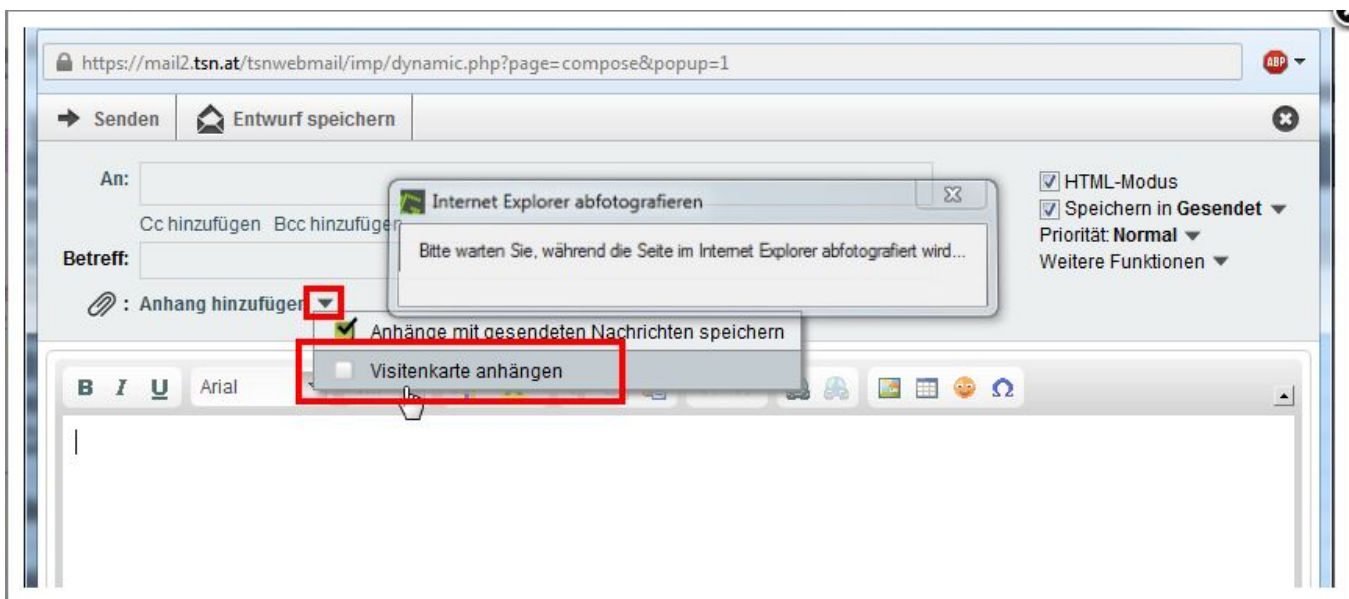 https://mail2.tsn.at/tsnwebmail/imp/dynamic.php?page=compose&popup=1
ABP
Senden
Entwurf speichern
An:
Internet Explorer abfotografieren
HTML-Modus
Cc hinzufügen Bcc hinzufügen
Speichern in Gesendet
Bitte warten Sie, während die Seite im Internet Explorer abfotografiert wird...
Priorität: Normal
Betreff:
Weitere Funktionen
: Anhang hinzufügen
Anhänge mit gesendeten Nachrichten speichern
Visitenkarte anhängen
B I U Arial Ω